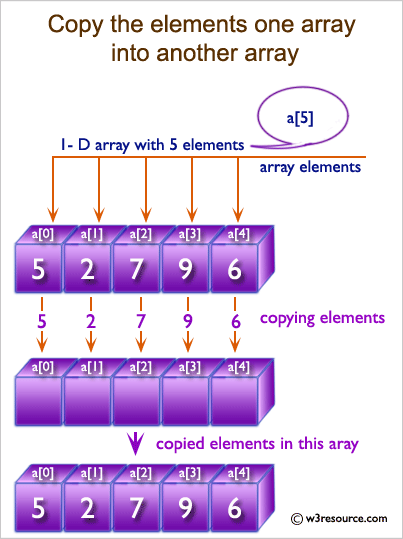 Copy the elements one array
into another array
a[5]
1- D array with 5 elements
array elements
a[0] a[1] a[2] a[3] a[4]
5 2 7 9 6
5 2 7 9 6 copying elements
a[0] a[1] a[2] a[3] a[4]
copied elements in this aray
a[0] a[1] a[2] a[3] a[4]
5 2 7 9 6
© w3resource.com